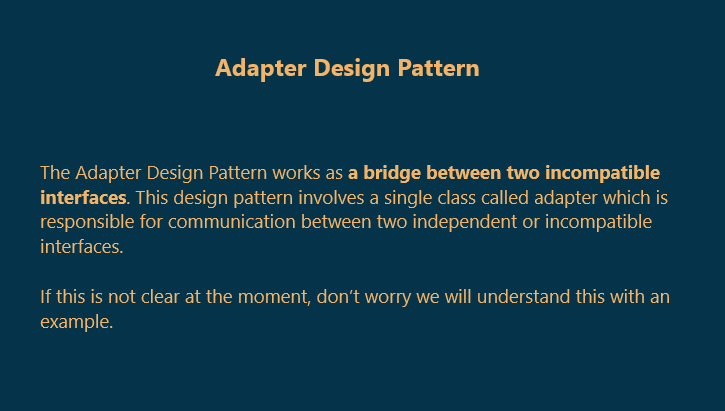 Adapter Design Pattern
The Adapter Design Pattern works as a bridge between two incompatible
interfaces. This design pattern involves a single class called adapter which is
responsible for communication between two independent or incompatible
interfaces.
If this is not clear at the moment, don’t worry we will understand this with an
example.